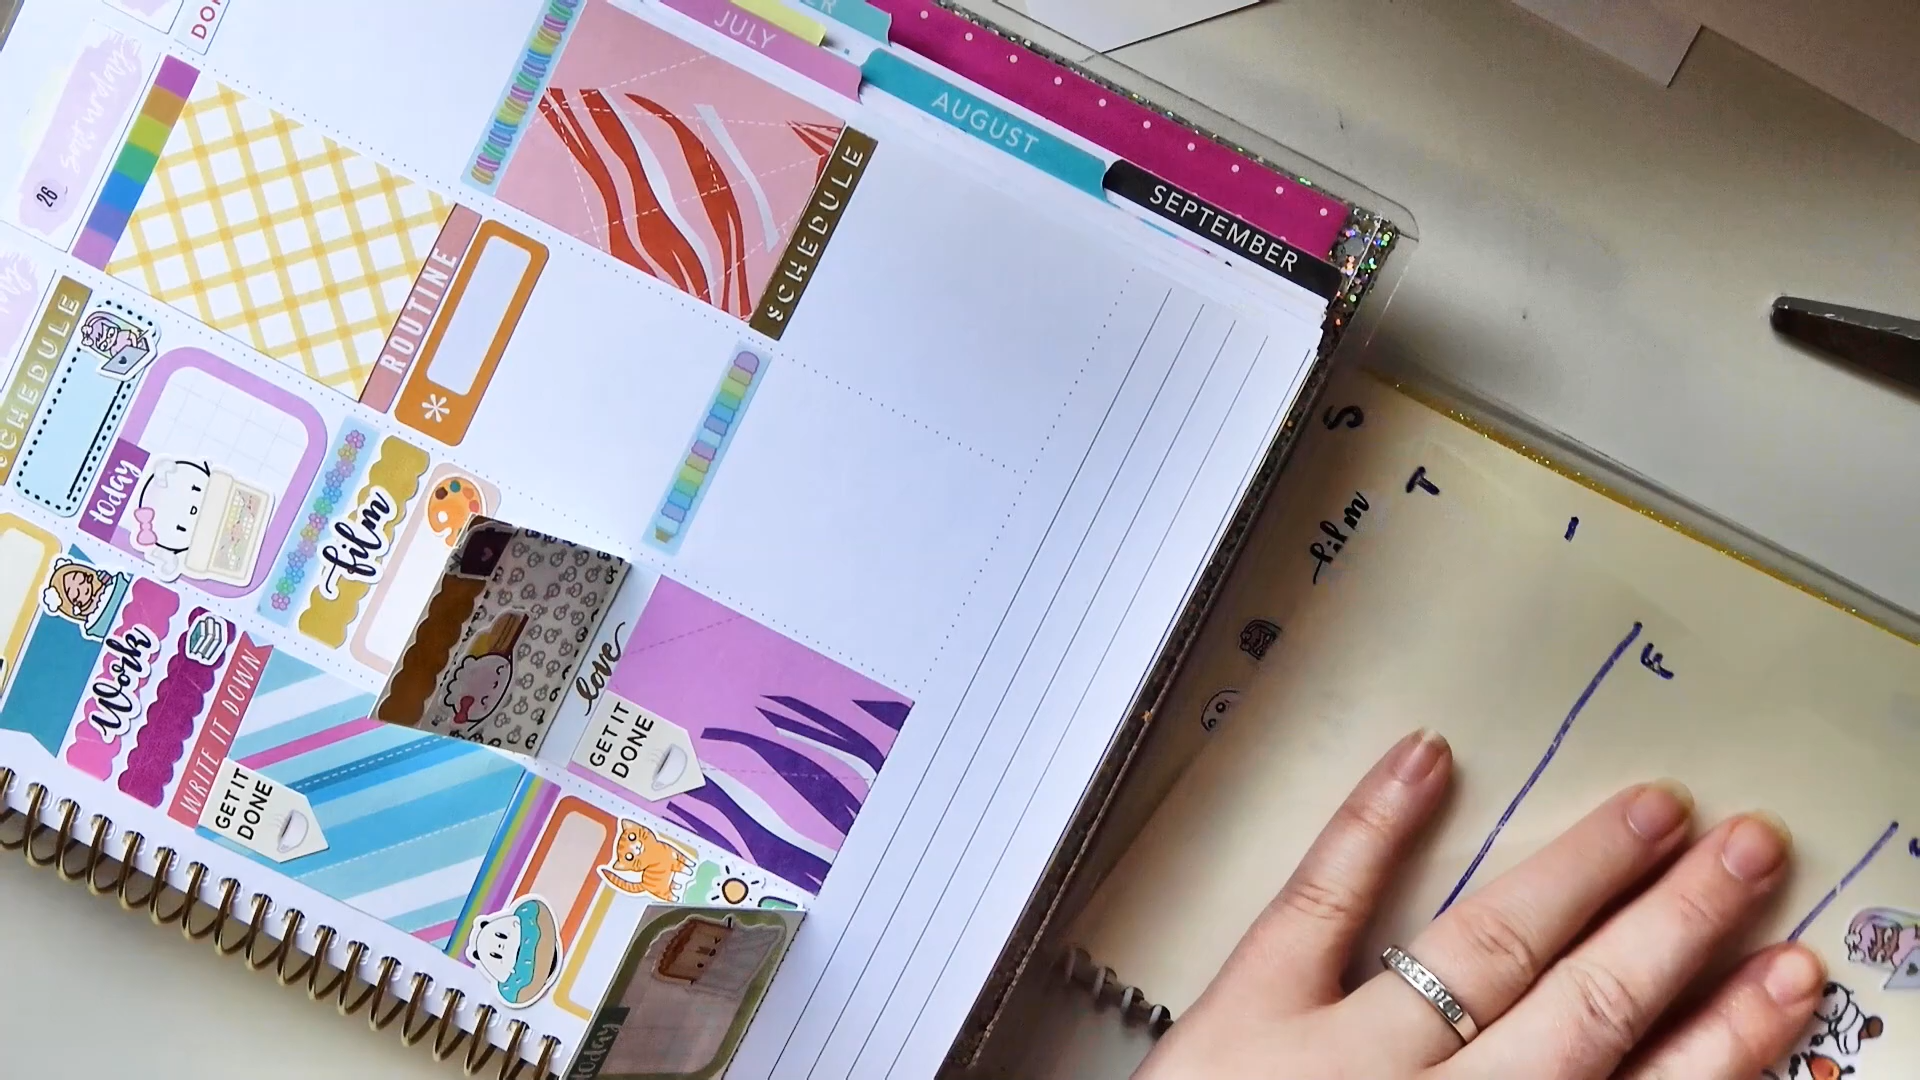 JULY
AUGUST
SEPTEMBER
Saturday
26
SCHEDULE
ROUTINE
SCHEDULE
today
film
Work
WRITE IT DOWN
GET IT
DONE
love
GET IT
DONE
today
S
T
film
F